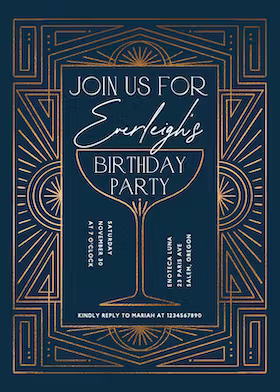 JOIN US FOR
Everleigh's
BIRTHDAY
PARTY
SATURDAY
NOVEMBER 30
AT 7 O'CLOCK
ENOTECA LUNA
23 PARIS AVE
SALEM, OREGON
KINDLY REPLY TO MARIAH AT 1234567890